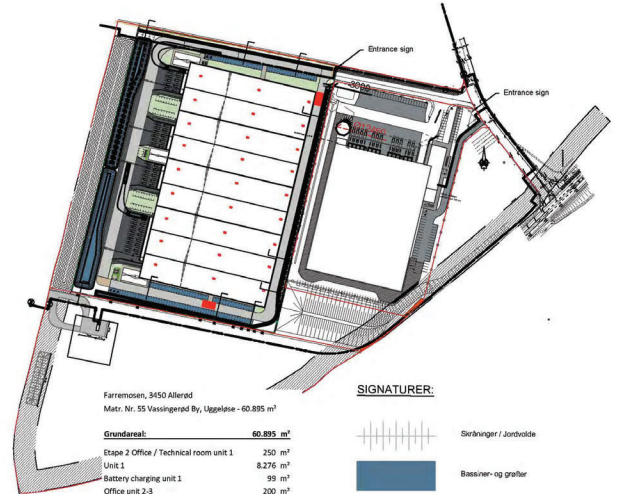 Entrance sign
Entrance sign
Farremosen, 3450 Allerød
Matr. Nr. 55 Vassingerød By, Uggeløse - 60.895 m²
Grundareal: 60.895 m²
Etape 2 Office / Technical room unit 1 250 m²
Unit 1 8.276 m²
Battery charging unit 1 99 m²
Office unit 2-3 200 m²
SIGNATURER:
Skråninger / Jordvolde
Bassiner- og grøfter